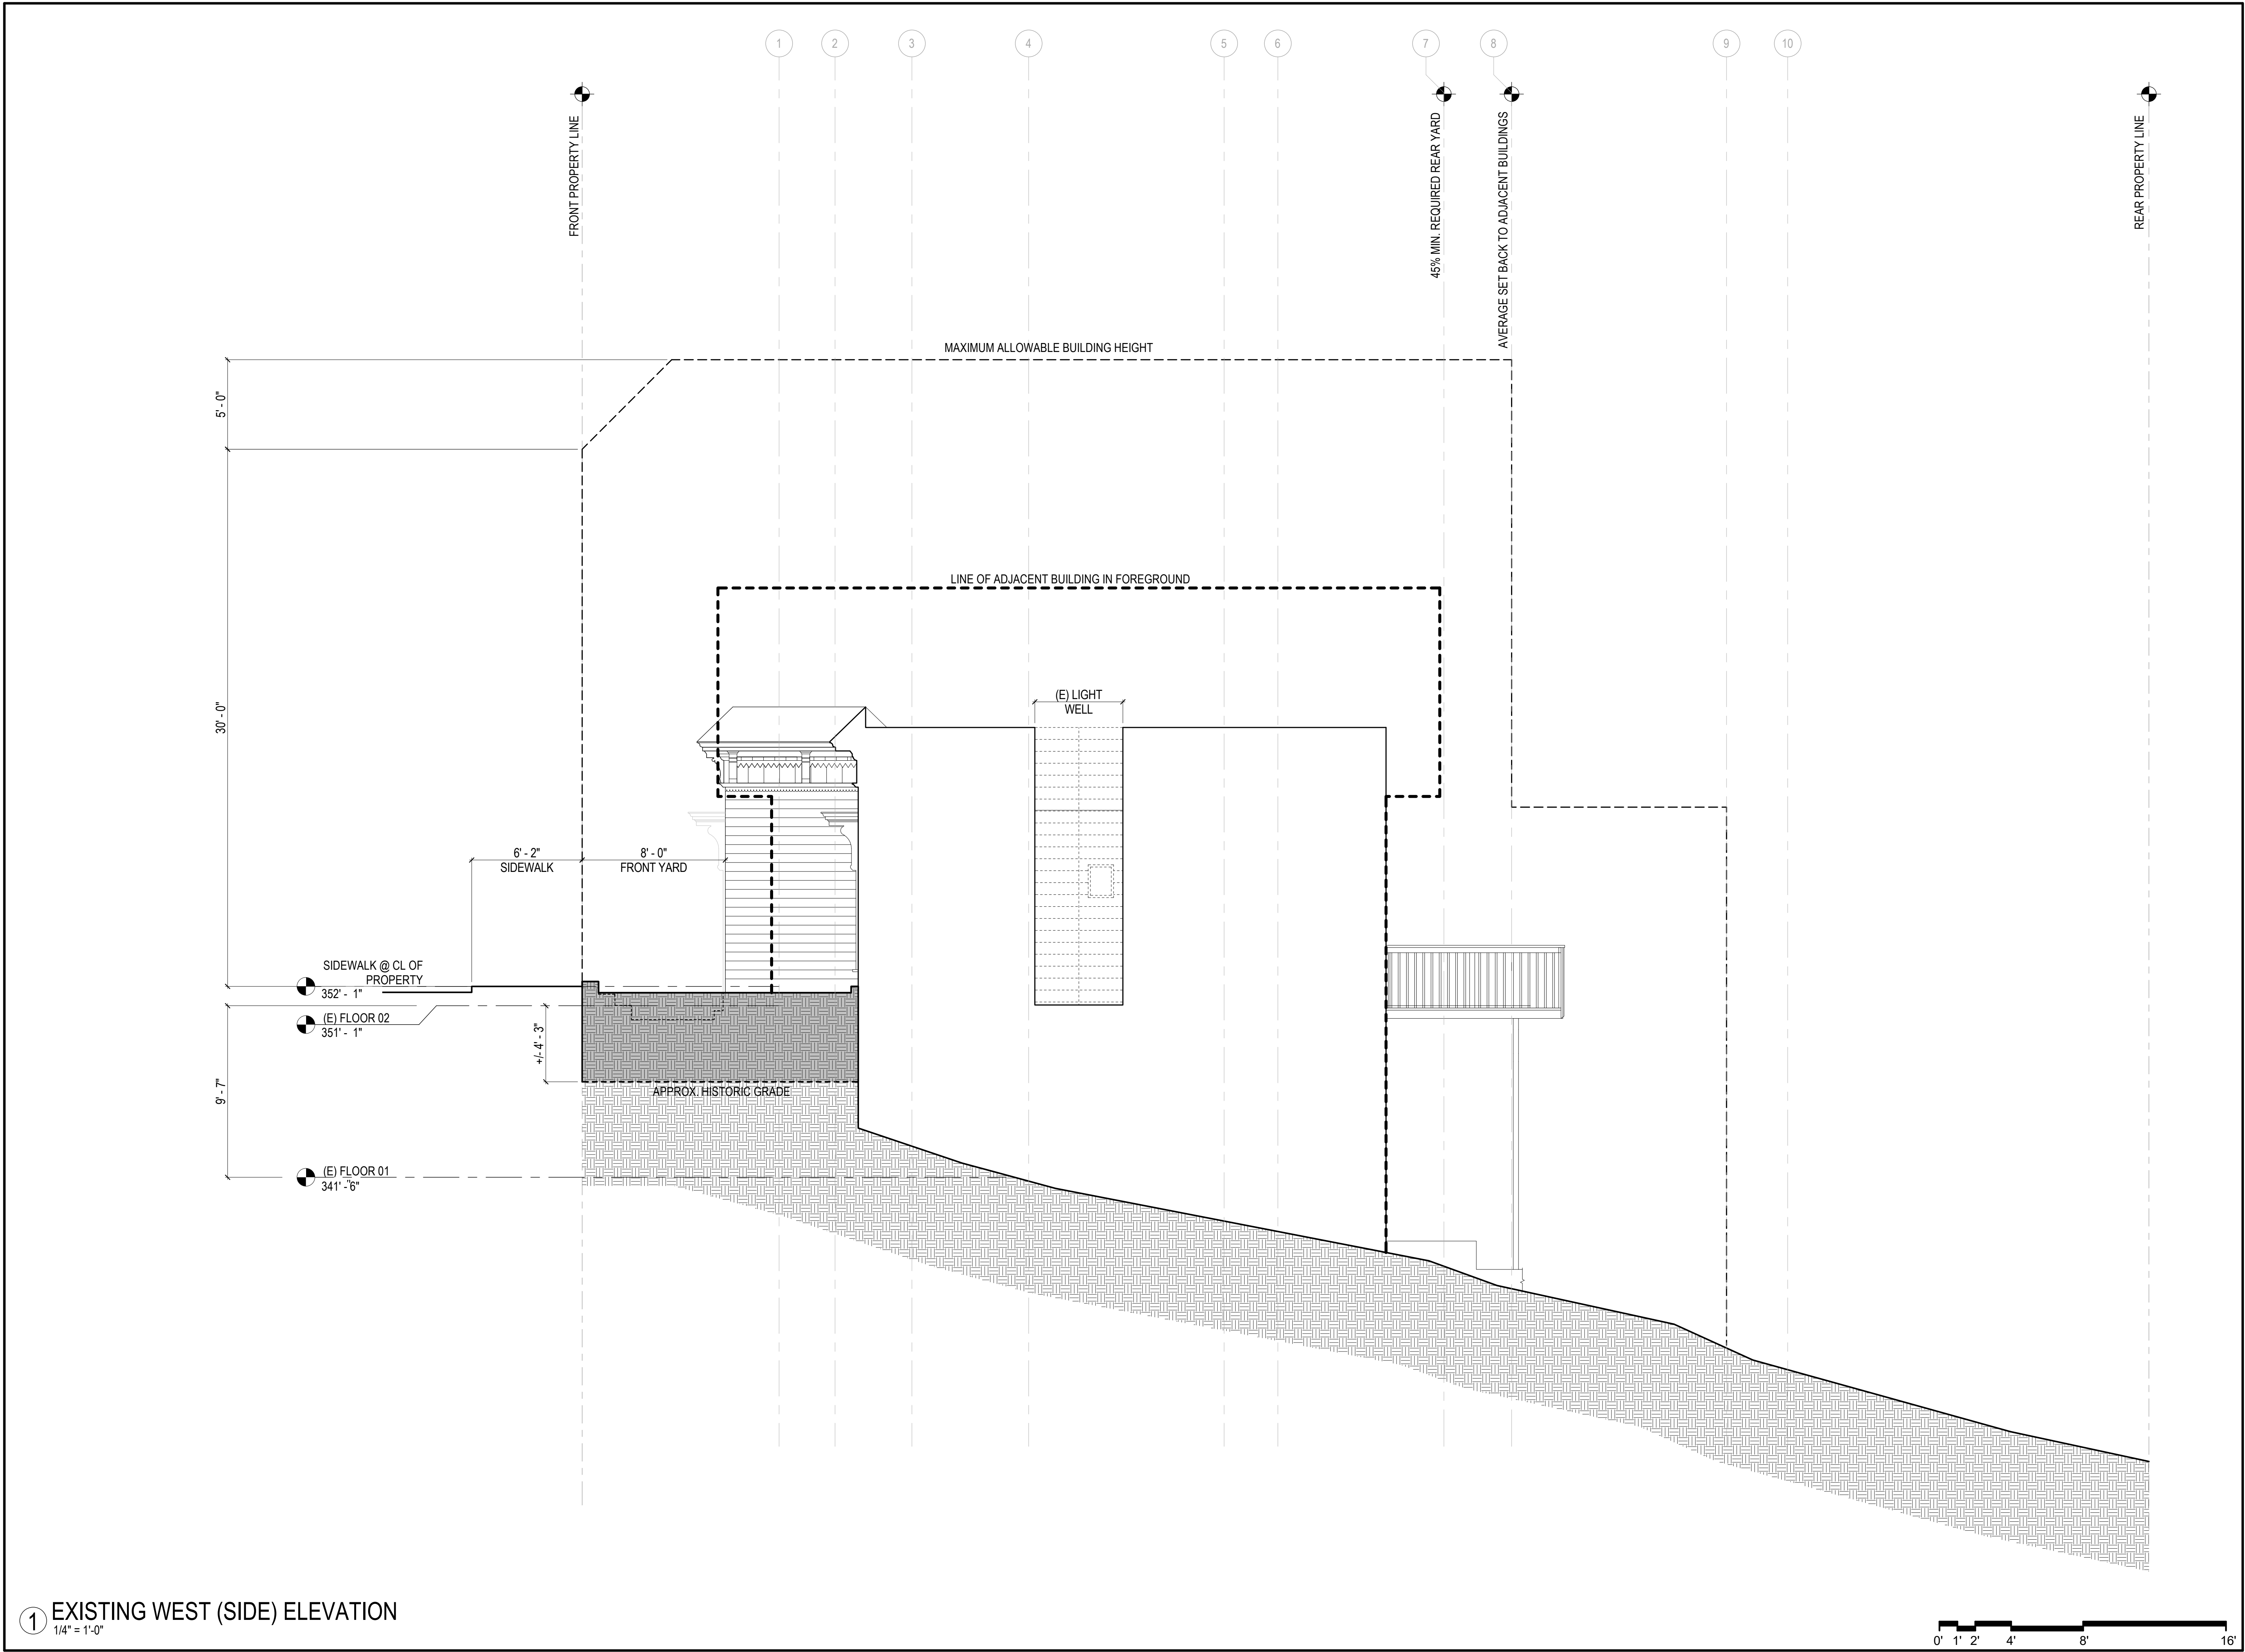 1 2 3 4 5 6 7 8 9 10
FRONT PROPERTY LINE
45% MIN. REQUIRED REAR YARD
AVERAGE SET BACK TO ADJACENT BUILDINGS
REAR PROPERTY LINE
MAXIMUM ALLOWABLE BUILDING HEIGHT
5' - 0"
LINE OF ADJACENT BUILDING IN FOREGROUND
30' - 0"
(E) LIGHT
WELL
6' - 2"
SIDEWALK
8' - 0"
FRONT YARD
SIDEWALK @ CL OF
PROPERTY
352' - 1"
(E) FLOOR 02
351' - 1"
+/- 4' - 3"
9' - 7"
APPROX. HISTORIC GRADE
(E) FLOOR 01
341' - 6"
1 EXISTING WEST (SIDE) ELEVATION
1/4" = 1'-0"
0' 1' 2' 4' 8' 16'